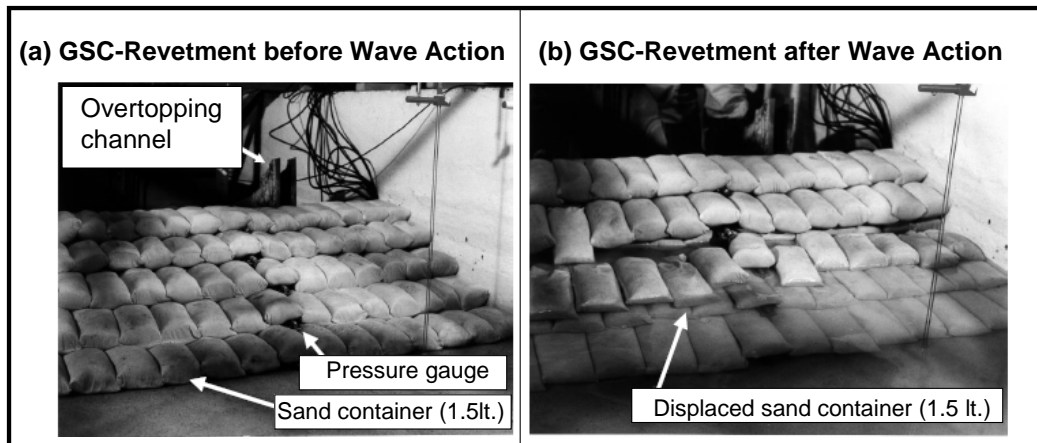 (a) GSC-Revetment before Wave Action
Overtopping
channel
Pressure gauge
Sand container (1.5lt.)
(b) GSC-Revetment after Wave Action
Displaced sand container (1.5 lt.)